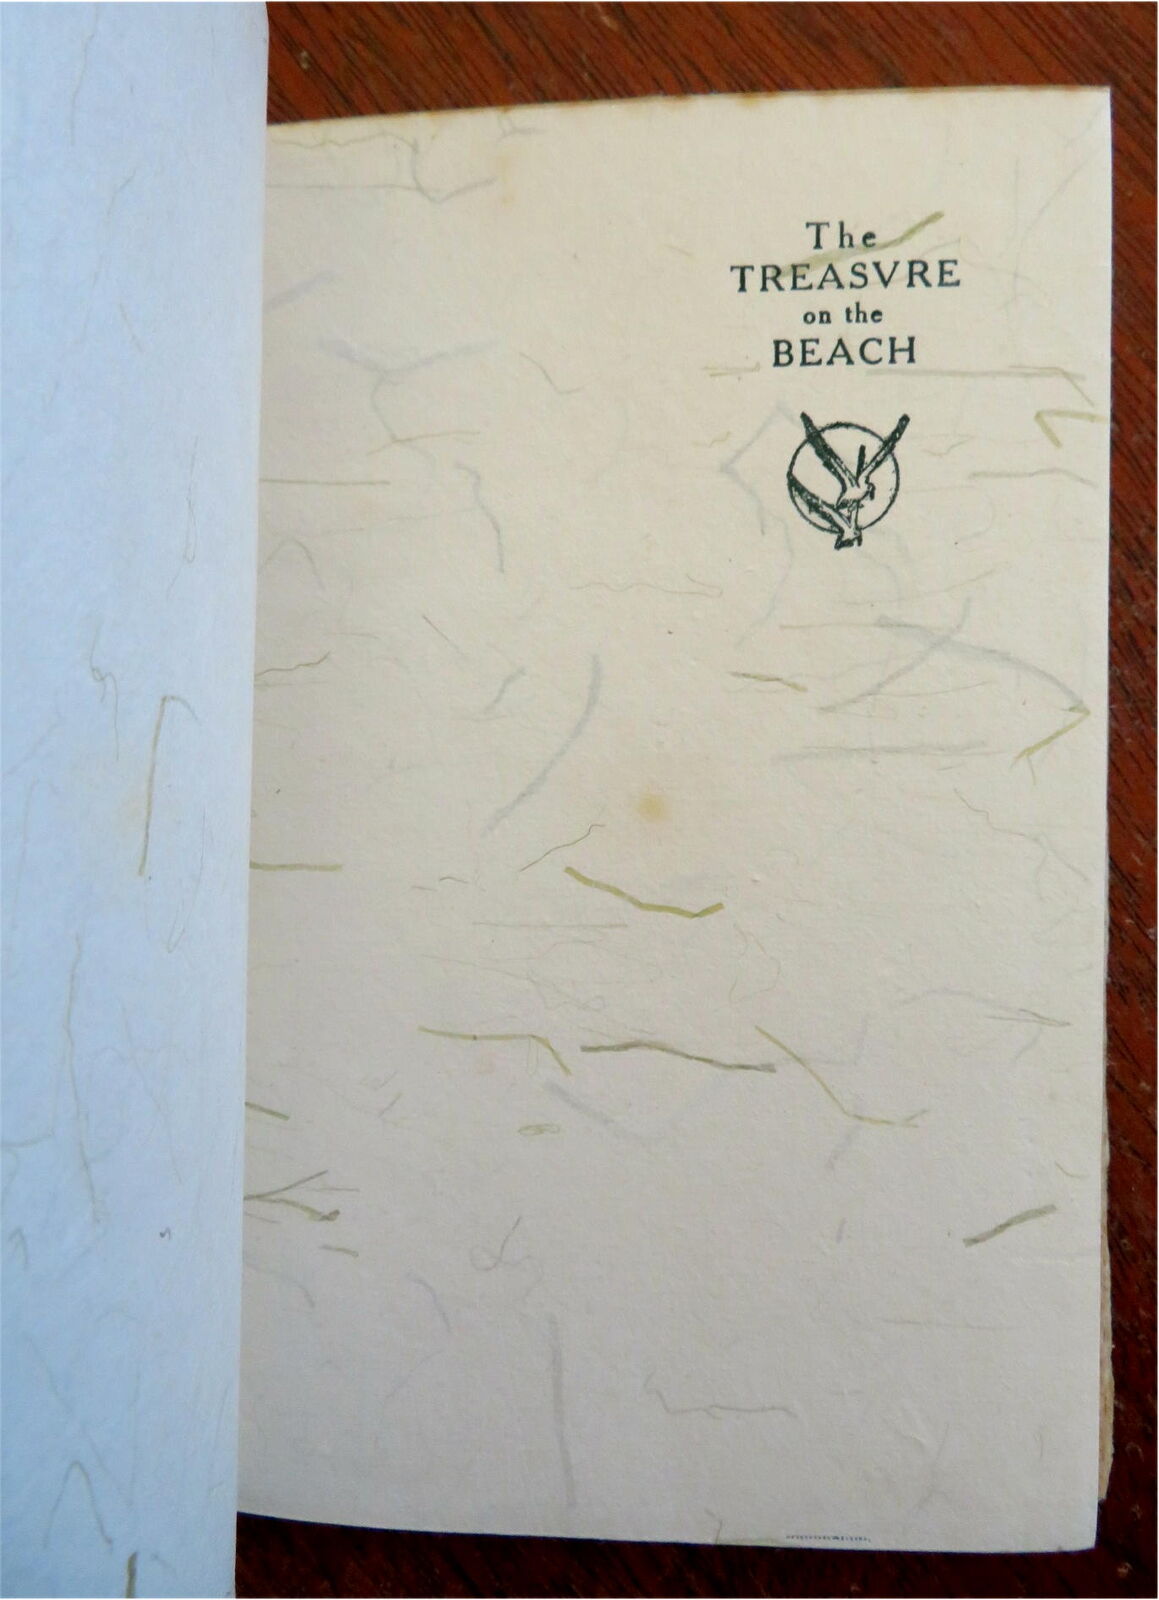 The
TREASVRE
on the
BEACH